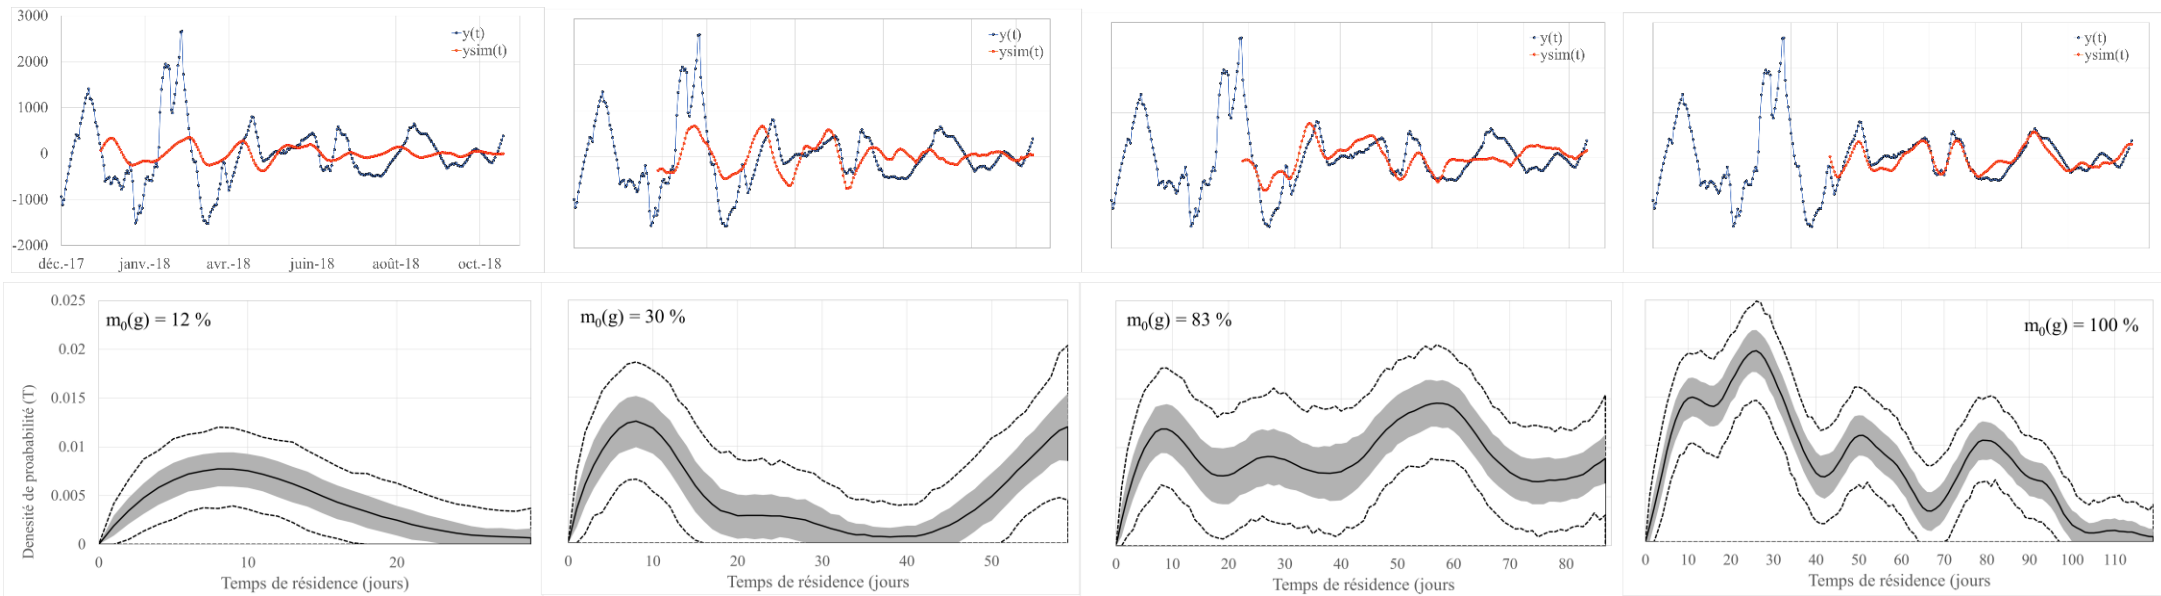 3000
2000
1000
0
-1000
-2000
déc.-17 janv.-18 avr.-18 juin-18 août-18 oct.-18
y(t)
ysim(t)
y(t)
ysim(t)
y(t)
ysim(t)
y(t)
ysim(t)
Denesité de proabablité (T)
0.025
0.02
0.015
0.01
0.005
0
m₀(g) = 12 %
0 10 20
Temps de résidence (jours)
m₀(g) = 30 %
0 10 20 30 40 50
Temps de résidence (jours
m₀(g) = 83 %
0 10 20 30 40 50 60 70 80
Temps de résidence (jours
m₀(g) = 100 %
0 10 20 30 40 50 60 70 80 90 100 110
Temps de résidence (jours